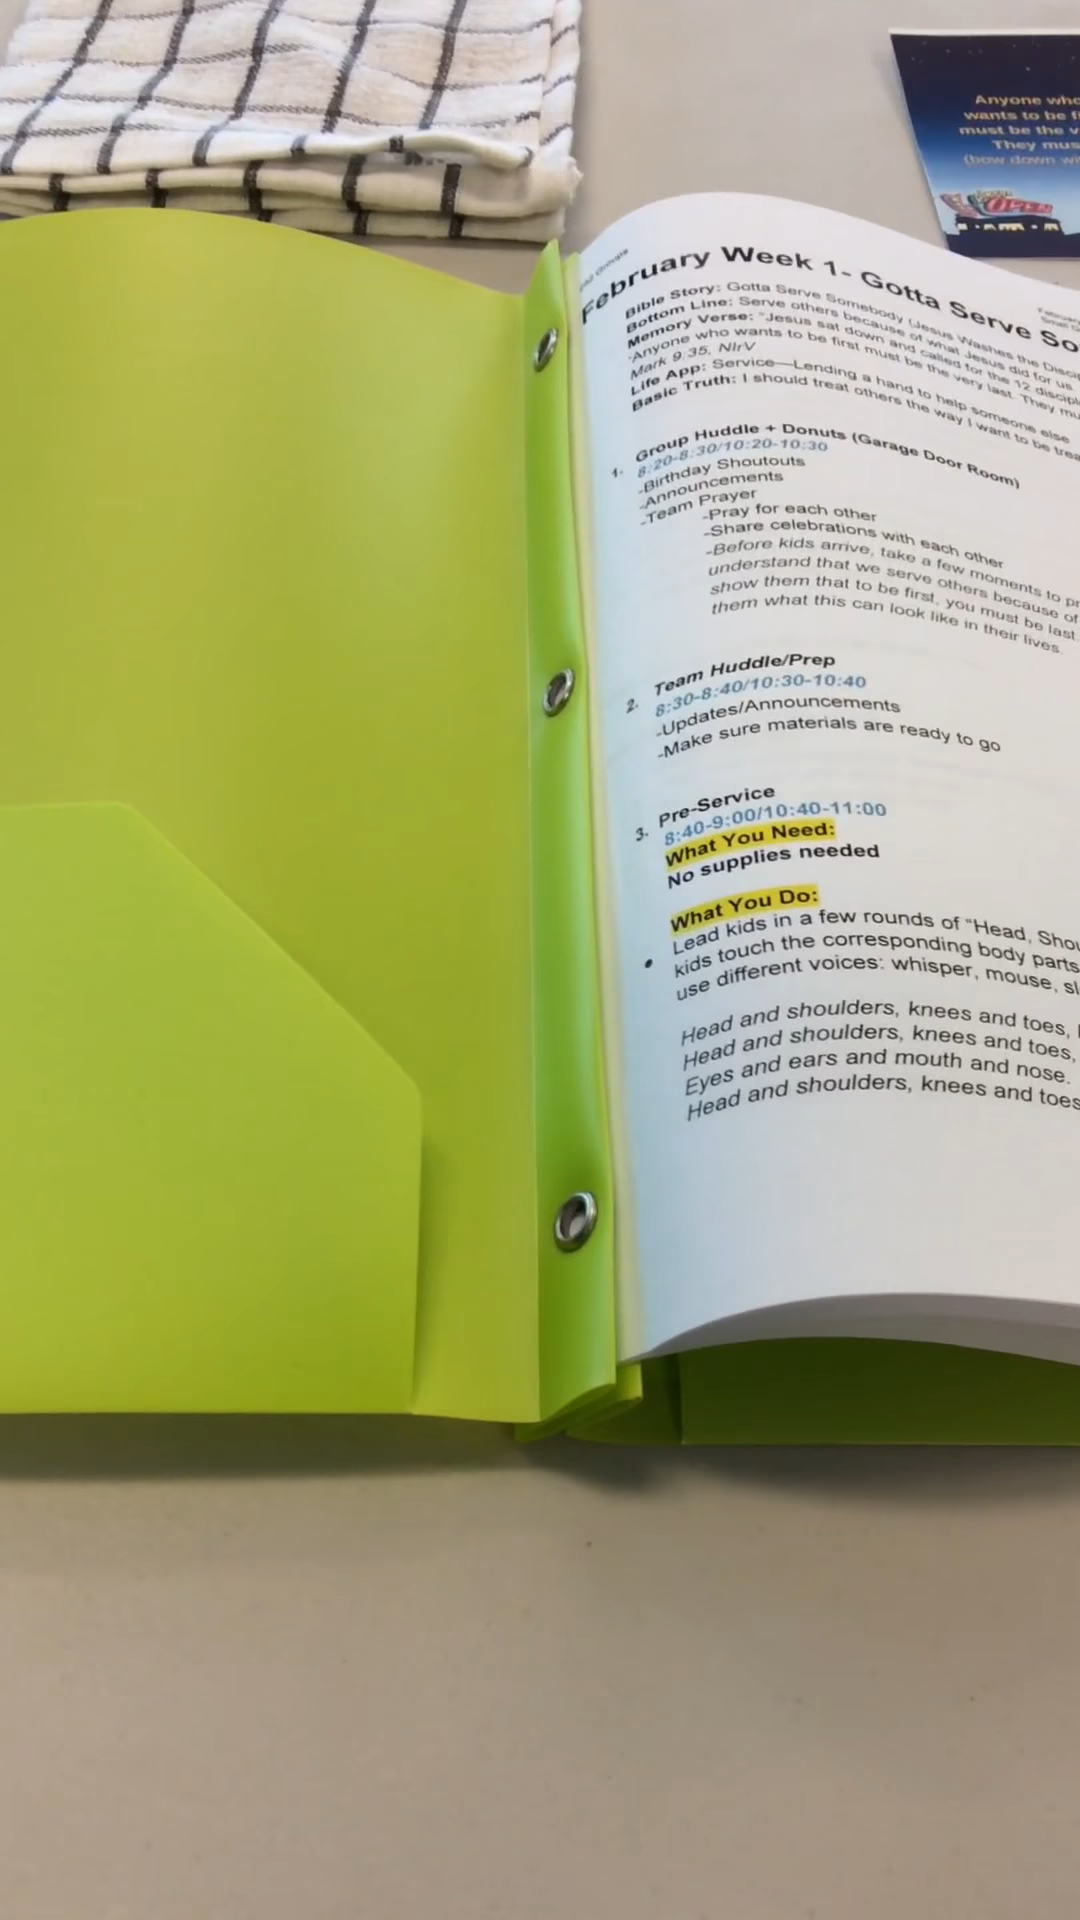 Anyone who
wants to be fi
must be the v
They mus
(bow down wi
OPEN
February Week 1- Gotta Serve So
Bible Story: Gotta Serve Somebody (Jesus Washes the Discip
Bottom Line: Serve others because of what Jesus did for us
Memory Verse: "Jesus sat down and called for the 12 discipl
'Anyone who wants to be first must be the very last. They mu
Mark 9:35, NIrV
Life App: Service—Lending a hand to help someone else
Basic Truth: I should treat others the way I want to be trea
1. Group Huddle + Donuts (Garage Door Room)
8:20-8:30/10:20-10:30
-Birthday Shoutouts
-Announcements
-Team Prayer
-Pray for each other
-Share celebrations with each other
-Before kids arrive, take a few moments to pr
understand that we serve others because of
show them that to be first, you must be last.
them what this can look like in their lives.
2. Team Huddle/Prep
8:30-8:40/10:30-10:40
-Updates/Announcements
-Make sure materials are ready to go
3. Pre-Service
8:40-9:00/10:40-11:00
What You Need:
No supplies needed
What You Do:
• Lead kids in a few rounds of "Head, Shou
kids touch the corresponding body parts
use different voices: whisper, mouse, sl
Head and shoulders, knees and toes,
Head and shoulders, knees and toes,
Eyes and ears and mouth and nose.
Head and shoulders, knees and toes